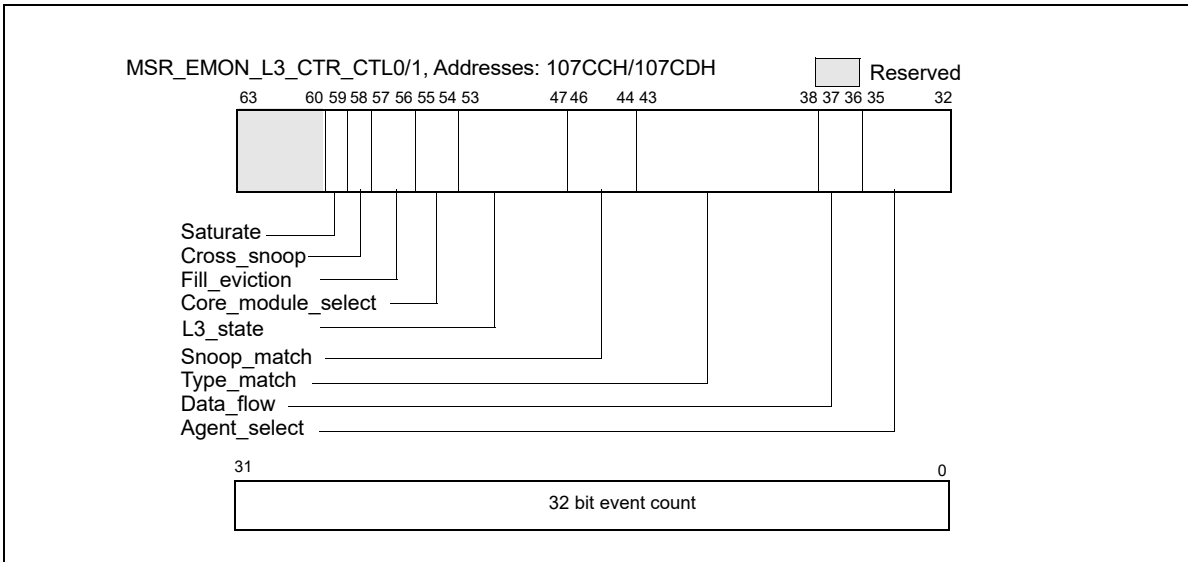 MSR_EMON_L3_CTR_CTL0/1, Addresses: 107CCH/107CDH
Reserved
63 60 59 58 57 56 55 54 53 47 46 44 43 38 37 36 35 32
Saturate
Cross_snoop
Fill_eviction
Core_module_select
L3_state
Snoop_match
Type_match
Data_flow
Agent_select
31 0
32 bit event count